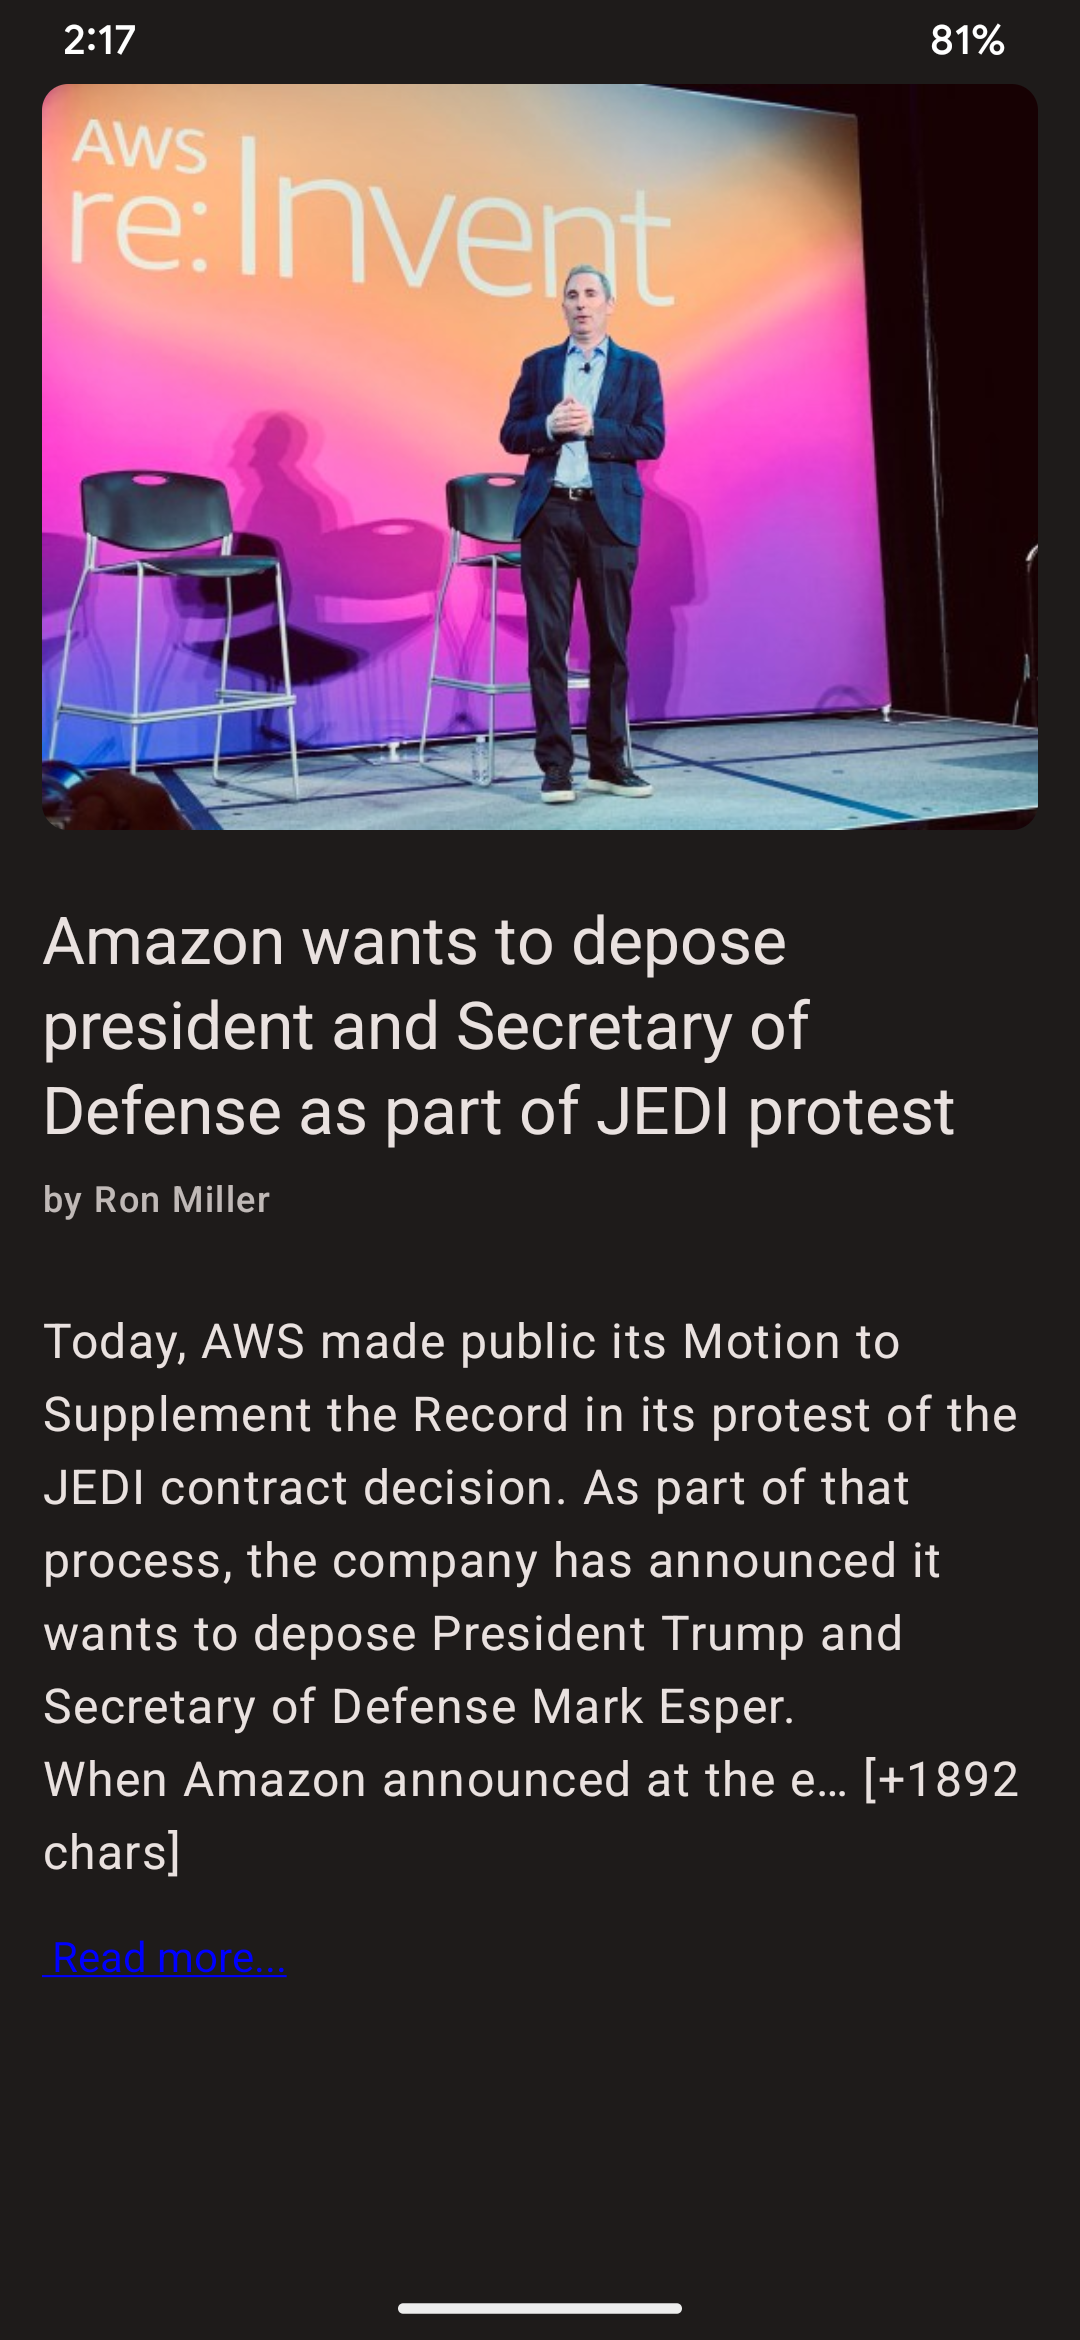 2:17 81%
AWS
re:Invent
Amazon wants to depose
president and Secretary of
Defense as part of JEDI protest
by Ron Miller
Today, AWS made public its Motion to
Supplement the Record in its protest of the
JEDI contract decision. As part of that
process, the company has announced it
wants to depose President Trump and
Secretary of Defense Mark Esper.
When Amazon announced at the e… [+1892
chars]
Read more...